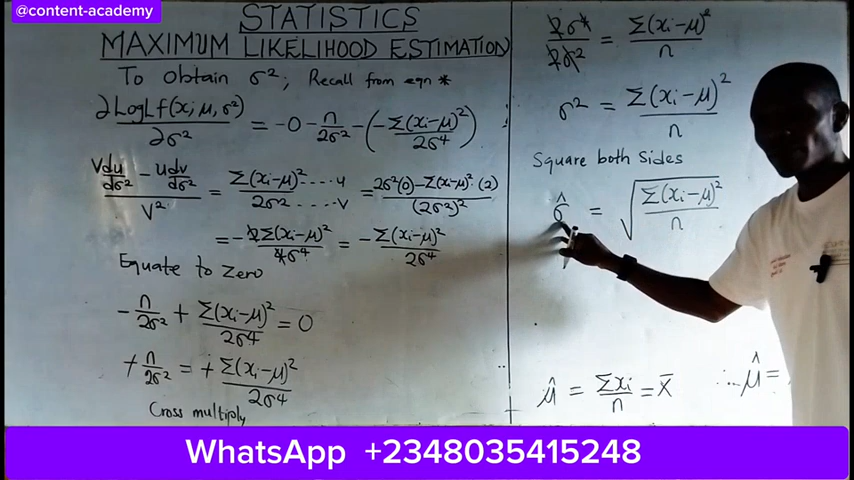 @content-academy
STATISTICS
MAXIMUM LIKELIHOOD ESTIMATION
To Obtain σ²; Recall from eqn *
∂LogLf(x; μ, σ²)/∂σ² = -0 - n/2σ² - (-Σ(xi-μ)²/2σ⁴)
(Vdu/dσ² - udv/dσ²)/V² = Σ(xi-μ)².....u/2σ²........V = (2σ²(0) - Σ(xi-μ)²·(2))/(2σ²)²
= -2Σ(xi-μ)²/4σ⁴ = -Σ(xi-μ)²/2σ⁴
Equate to Zero
-n/2σ² + Σ(xi-μ)²/2σ⁴ = 0
+n/2σ² = +Σ(xi-μ)²/2σ⁴
Cross multiply
2σ⁴/2σ² = Σ(xi-μ)²/n
σ² = Σ(xi-μ)²/n
Square both Sides
σ̂ = √(Σ(xi-μ)²/n)
μ̂ = Σxi/n = x̄
∴ μ̂ =
WhatsApp +2348035415248